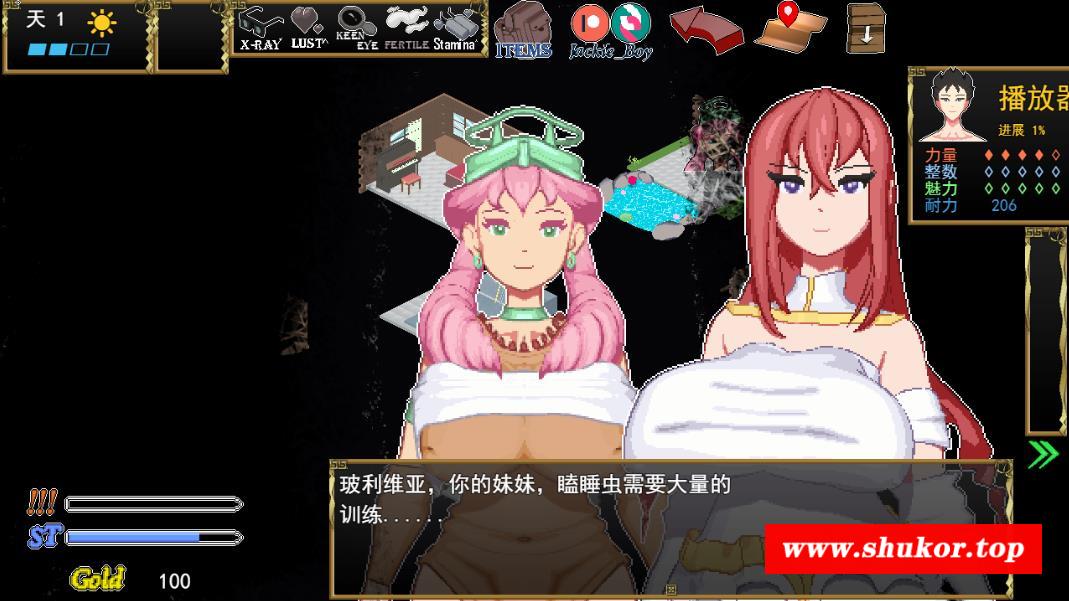 天 1
X-RAY LUST KEEN EYE FERTILE Stamina
ITEMS
Jackie_Boy
播放器
进展 1%
力量
整数
魅力
耐力 206
玻利维亚，你的妹妹，瞌睡虫需要大量的
训练......
!!!
ST
Gold 100
www.shukor.top